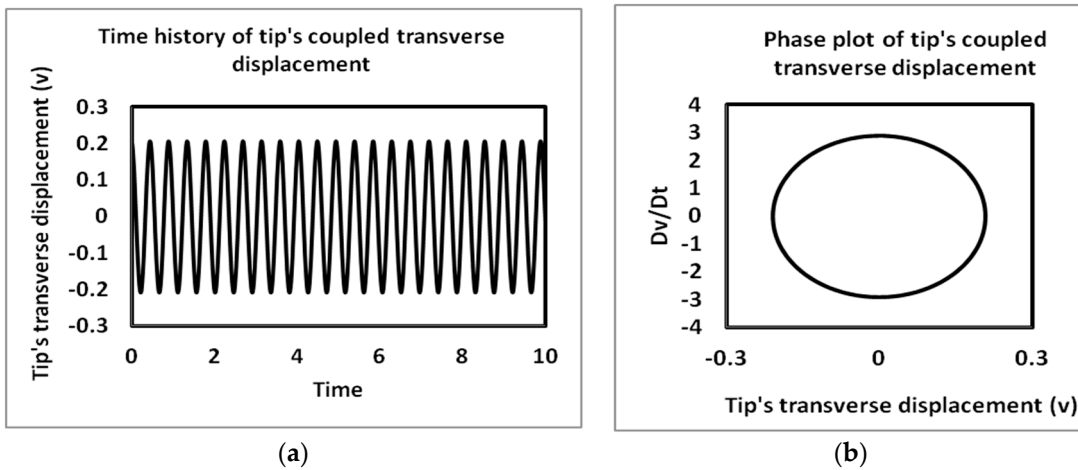 Time history of tip's coupled transverse
displacement
Tip's transverse displacement (v)
0.3
0.2
0.1
0
-0.1
-0.2
-0.3
0 2 4 6 8 10
Time
(a)
Phase plot of tip's coupled
transverse displacement
Dv/Dt
4
3
2
1
0
-1
-2
-3
-4
-0.3 0 0.3
Tip's transverse displacement (v)
(b)